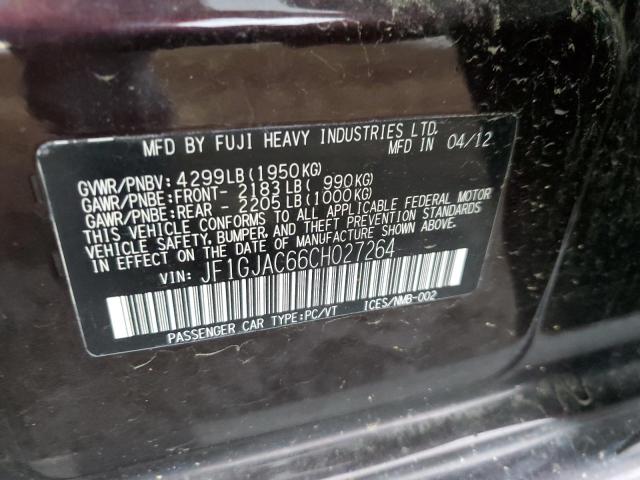 MFD BY FUJI HEAVY INDUSTRIES LTD.
MFD IN 04/12
GVWR/PNBV: 4299LB(1950KG)
GAWR/PNBE:FRONT- 2183LB( 990KG)
GAWR/PNBE:REAR - 2205LB(1000KG)
THIS VEHICLE CONFORMS TO ALL APPLICABLE FEDERAL MOTOR
VEHICLE SAFETY, BUMPER, AND THEFT PREVENTION STANDARDS
IN EFFECT ON THE DATE OF MANUFACTURE SHOWN ABOVE.
VIN: JF1GJAC66CH027264
PASSENGER CAR TYPE:PC/VT ICES/NMB-002